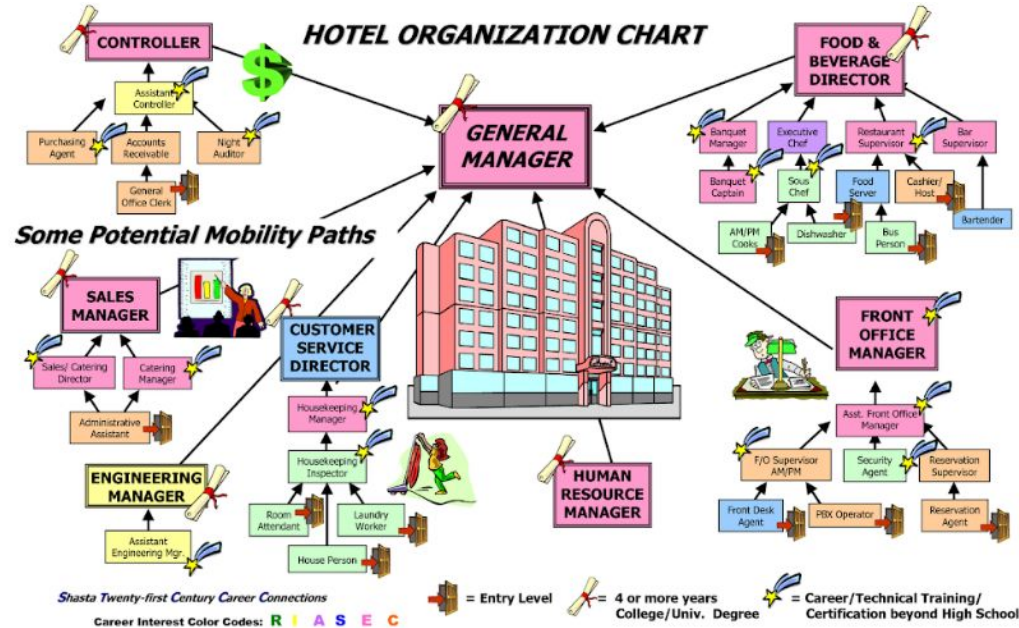 HOTEL ORGANIZATION CHART
CONTROLLER
$
Assistant
Controller
Purchasing
Agent
Accounts
Receivable
Night
Auditor
General
Office Clerk
GENERAL
MANAGER
FOOD &
BEVERAGE
DIRECTOR
Banquet
Manager
Executive
Chef
Restaurant
Supervisor
Bar
Supervisor
Banquet
Captain
Sous
Chef
Food
Server
Cashier/
Host
Bartender
AM/PM
Cooks
Dishwasher
Bus
Person
Some Potential Mobility Paths
SALES
MANAGER
Sales/ Catering
Director
Catering
Manager
Administrative
Assistant
CUSTOMER
SERVICE
DIRECTOR
Housekeeping
Manager
Housekeeping
Inspector
Room
Attendant
Laundry
Worker
House Person
ENGINEERING
MANAGER
Assistant
Engineering Mgr.
HUMAN
RESOURCE
MANAGER
FRONT
OFFICE
MANAGER
Asst. Front Office
Manager
F/O Supervisor
AM/PM
Security
Agent
Reservation
Supervisor
Front Desk
Agent
PBX Operator
Reservation
Agent
Shasta Twenty-first Century Career Connections
Career Interest Color Codes: R I A S E C
= Entry Level
= 4 or more years
College/Univ. Degree
= Career/Technical Training/
Certification beyond High School